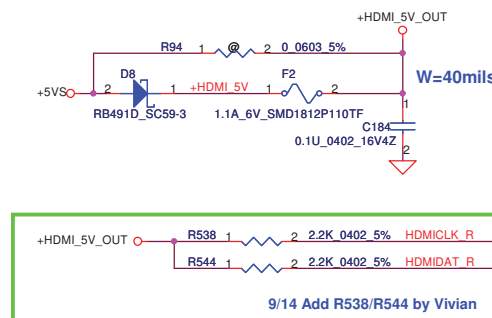 +HDMI_5V_OUT
R94 1 @ 2 0_0603_5%
W=40mils
D8
+HDMI_5V
F2
+5VS 2 1 1 2
RB491D_SC59-3
1.1A_6V_SMD1812P110TF
1
C184
0.1U_0402_16V4Z
2
+HDMI_5V_OUT R538 1 2 2.2K_0402_5% HDMICLK_R
R544 1 2 2.2K_0402_5% HDMIDAT_R
9/14 Add R538/R544 by Vivian